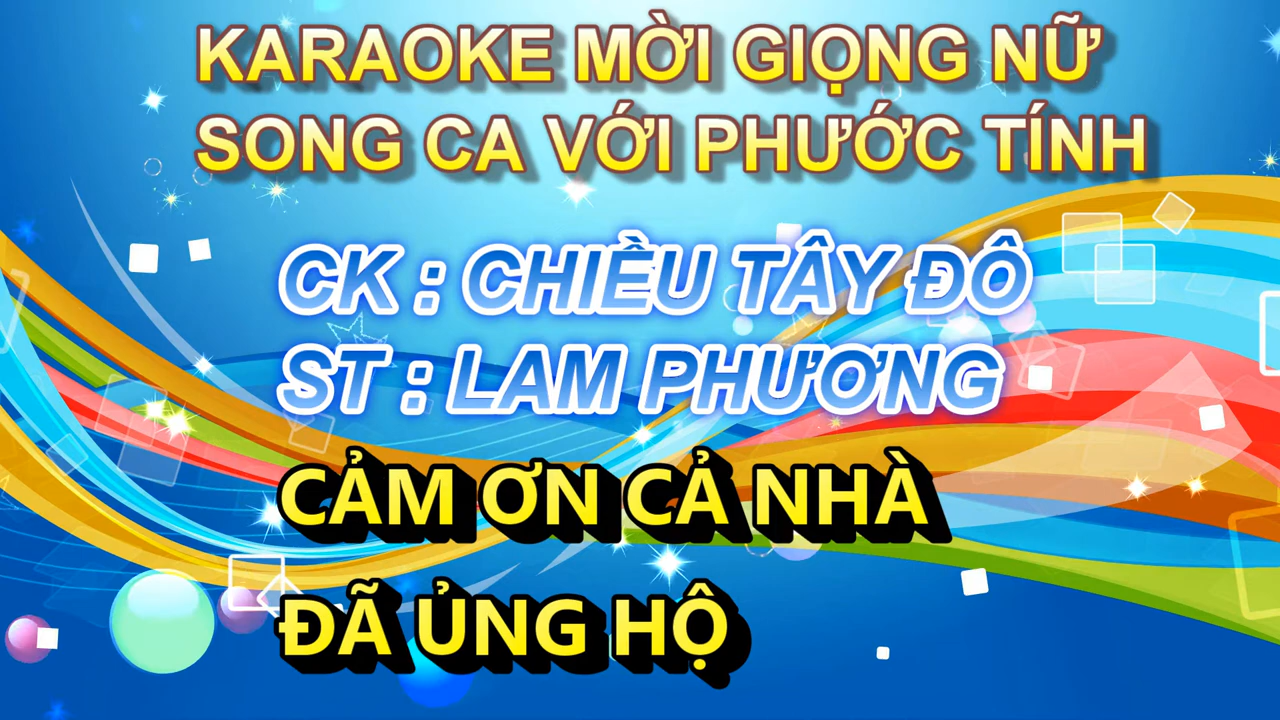 KARAOKE MỜI GIỌNG NỮ
SONG CA VỚI PHƯỚC TÍNH
CK : CHIỀU TÂY ĐÔ
ST : LAM PHƯƠNG
CẢM ƠN CẢ NHÀ
ĐÃ ỦNG HỘ